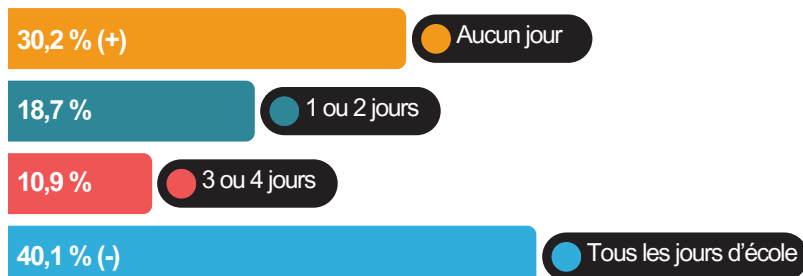 30,2 % (+) Aucun jour
18,7 % 1 ou 2 jours
10,9 % 3 ou 4 jours
40,1 % (-) Tous les jours d’école